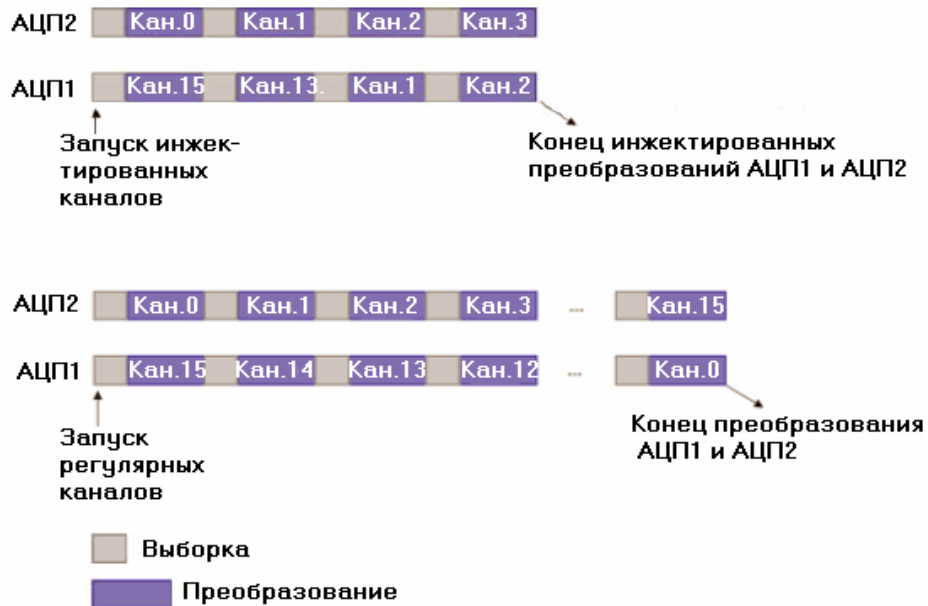 АЦП2 Кан.0 Кан.1 Кан.2 Кан.3
АЦП1 Кан.15 Кан.13. Кан.1 Кан.2
Запуск инжек-
тированных
каналов
Конец инжектированных
преобразований АЦП1 и АЦП2
АЦП2 Кан.0 Кан.1 Кан.2 Кан.3 ... Кан.15
АЦП1 Кан.15 Кан.14 Кан.13 Кан.12 ... Кан.0
Запуск
регулярных
каналов
Конец преобразования
АЦП1 и АЦП2
Выборка
Преобразование